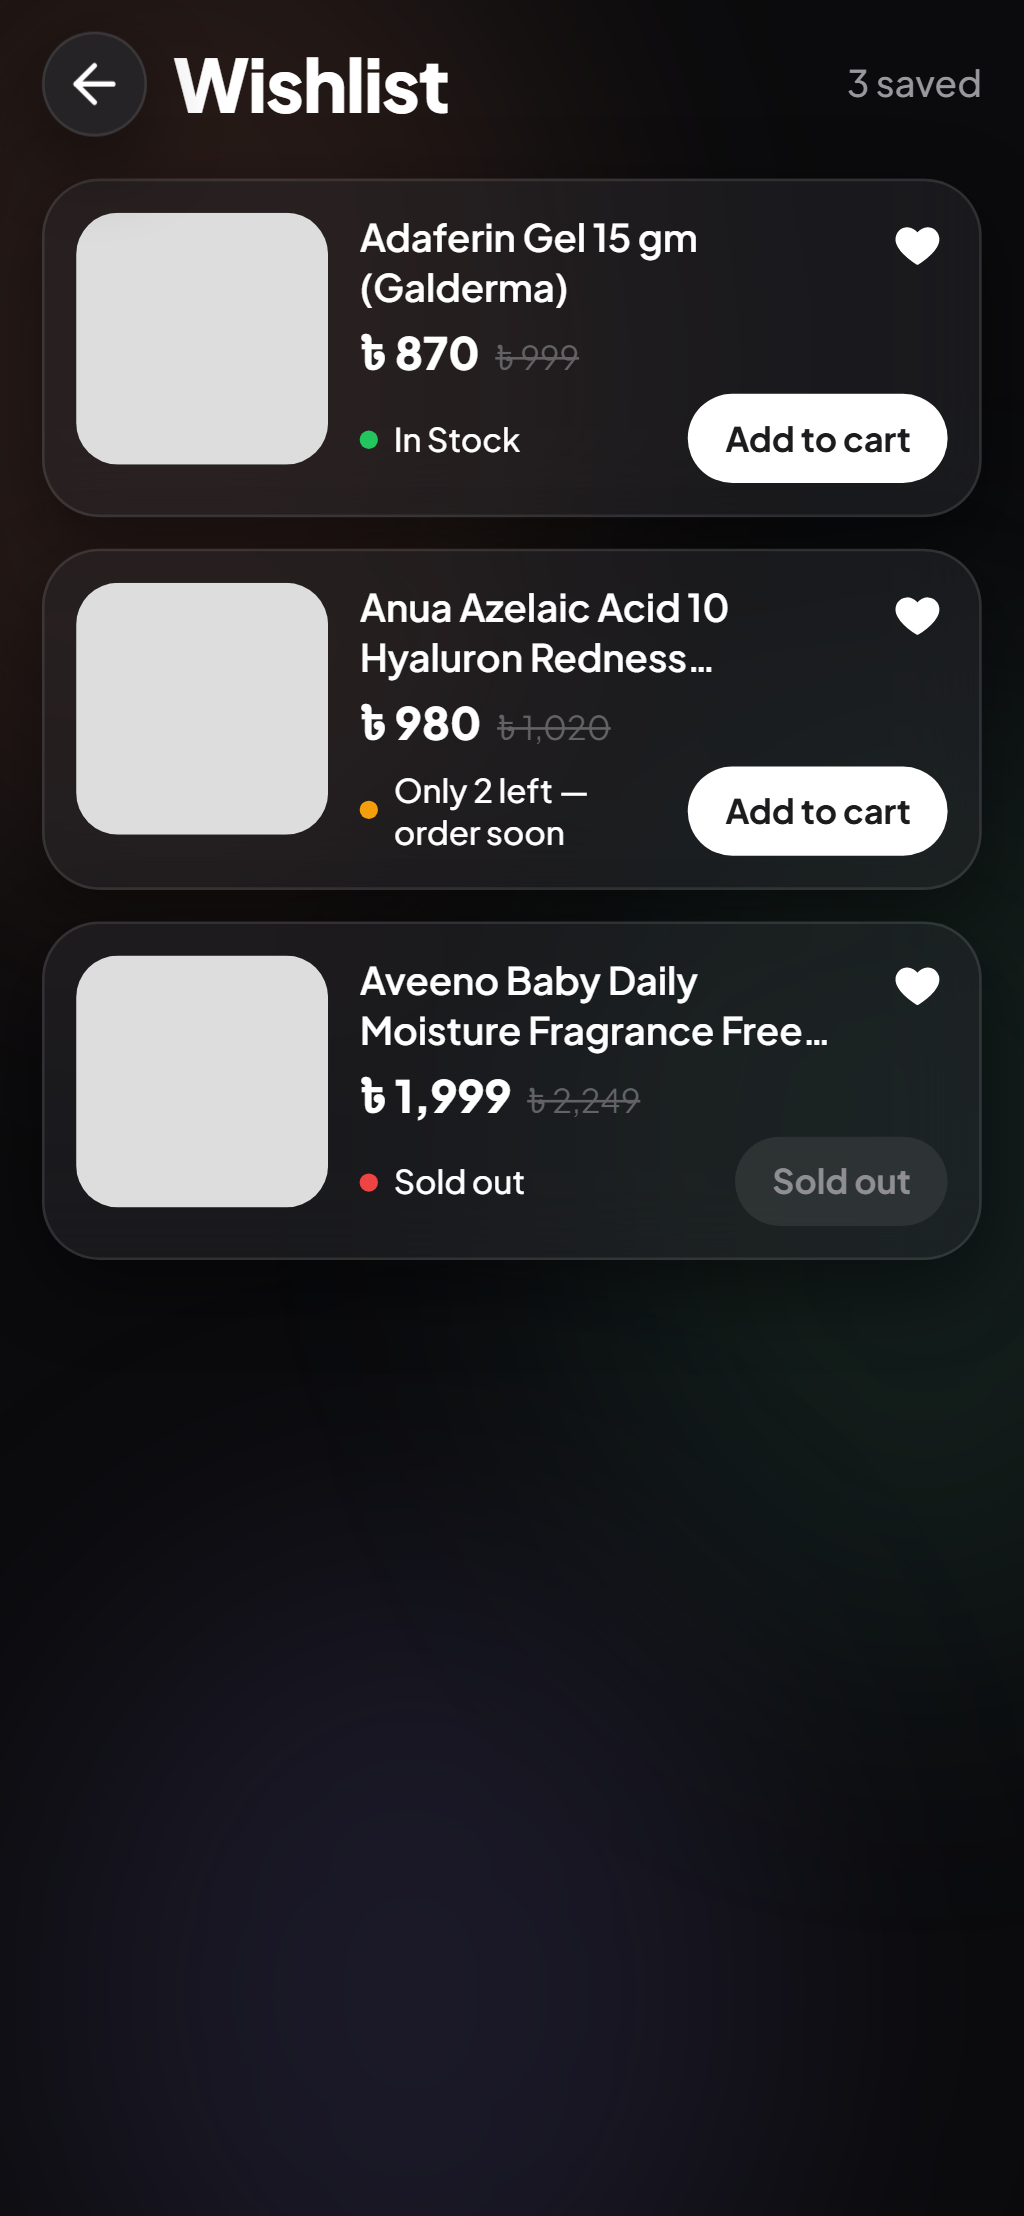 Wishlist
3 saved
Adaferin Gel 15 gm
(Galderma)
৳ 870 ৳ 999
In Stock
Add to cart
Anua Azelaic Acid 10
Hyaluron Redness...
৳ 980 ৳ 1,020
Only 2 left —
order soon
Add to cart
Aveeno Baby Daily
Moisture Fragrance Free...
৳ 1,999 ৳ 2,249
Sold out
Sold out